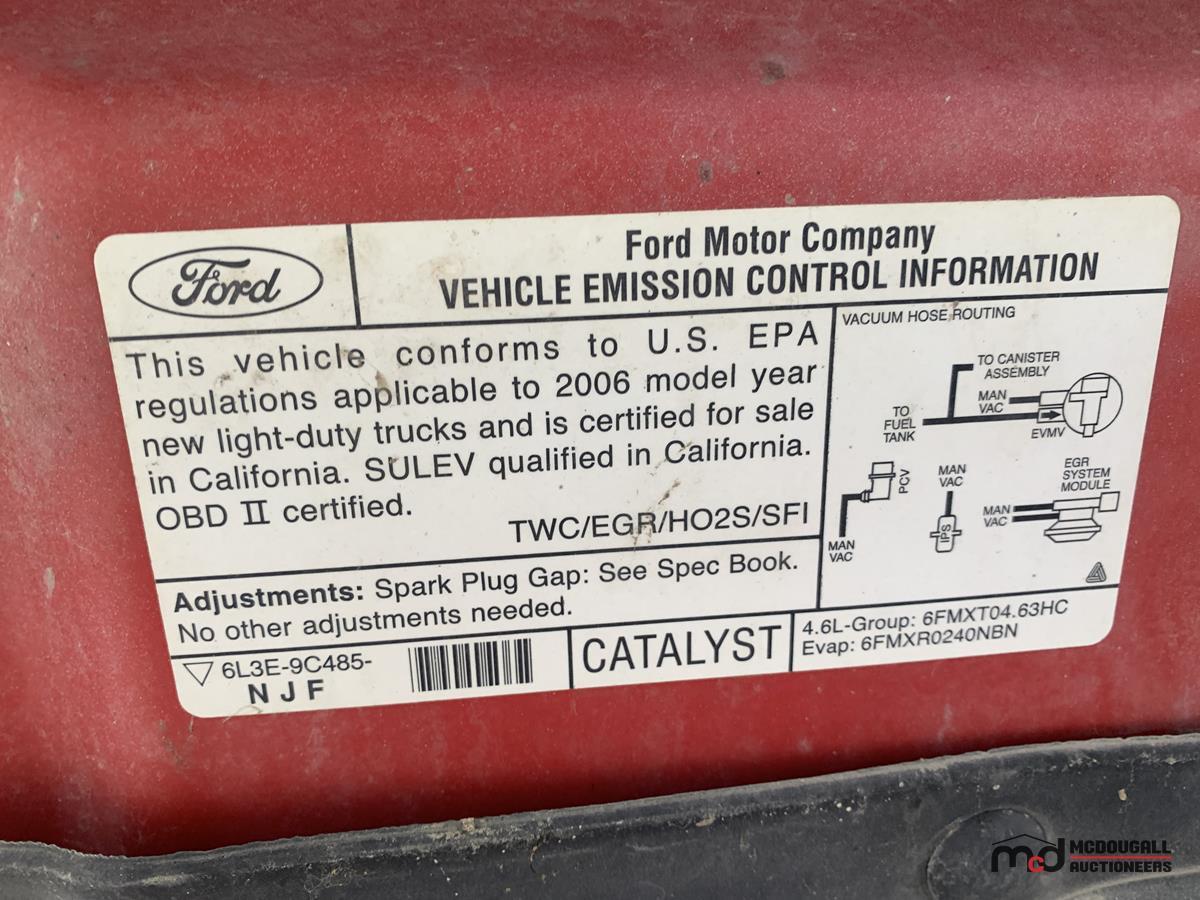 Ford
Ford Motor Company
VEHICLE EMISSION CONTROL INFORMATION
This vehicle conforms to U.S. EPA
regulations applicable to 2006 model year
new light-duty trucks and is certified for sale
in California. SULEV qualified in California.
OBD II certified.
TWC/EGR/HO2S/SFI
Adjustments: Spark Plug Gap: See Spec Book.
No other adjustments needed.
6L3E-9C485-
N J F
CATALYST
VACUUM HOSE ROUTING
TO CANISTER
ASSEMBLY
MAN
VAC
TO
FUEL
TANK
EVMV
PCV
MAN
VAC
MAN
VAC
IPS
EGR
SYSTEM
MODULE
MAN
VAC
4.6L-Group: 6FMXT04.63HC
Evap: 6FMXR0240NBN
mcd MCDOUGALL
AUCTIONEERS